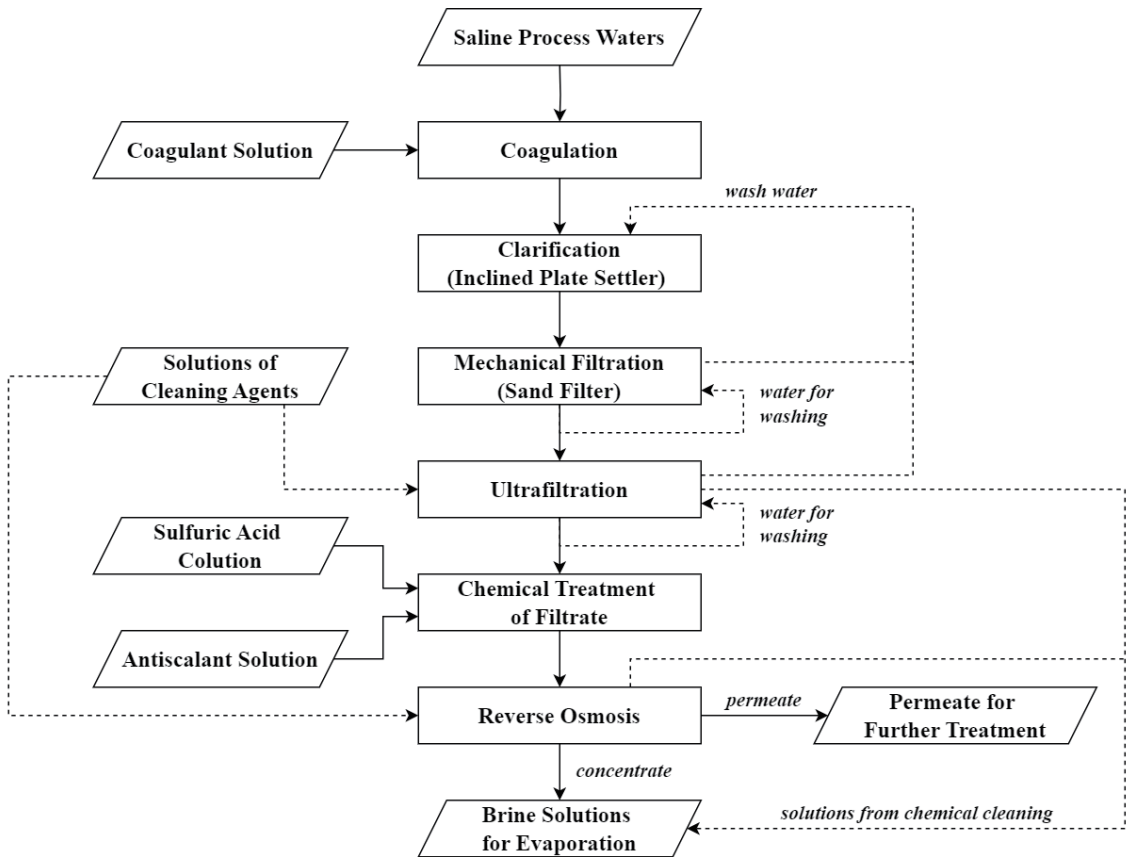 Saline Process Waters
Coagulant Solution
Coagulation
wash water
Clarification
(Inclined Plate Settler)
Solutions of
Cleaning Agents
Mechanical Filtration
(Sand Filter)
water for
washing
Ultrafiltration
water for
washing
Sulfuric Acid
Colution
Chemical Treatment
of Filtrate
Antiscalant Solution
Reverse Osmosis
permeate
Permeate for
Further Treatment
concentrate
Brine Solutions
for Evaporation
solutions from chemical cleaning